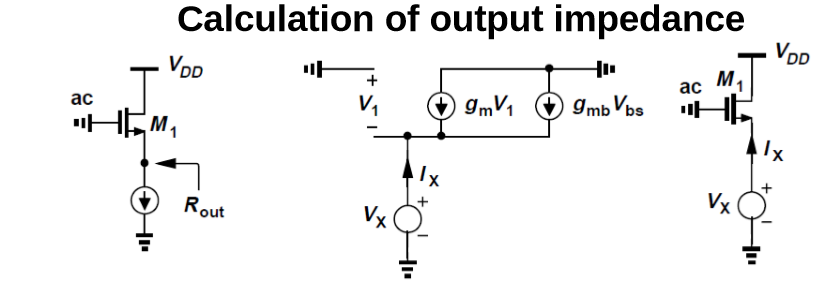 Calculation of output impedance
VDD
ac
M1
Rout
+
V1
−
gmV1
gmbVbs
IX
VX
+
−
VDD
ac
M1
IX
VX
+
−